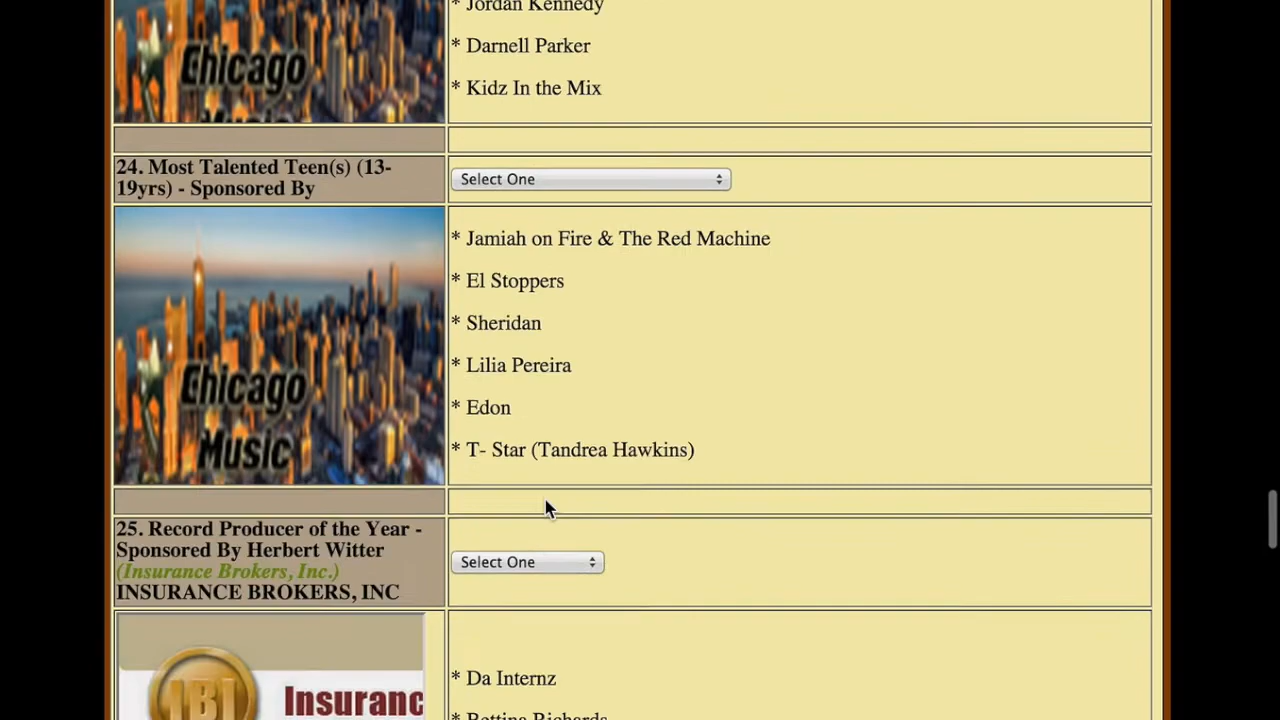 * Jordan Kennedy
* Darnell Parker
* Kidz In the Mix
Chicago
24. Most Talented Teen(s) (13-
19yrs) - Sponsored By
Select One
* Jamiah on Fire & The Red Machine
* El Stoppers
* Sheridan
* Lilia Pereira
* Edon
* T- Star (Tandrea Hawkins)
Chicago
Music
25. Record Producer of the Year -
Sponsored By Herbert Witter
(Insurance Brokers, Inc.)
INSURANCE BROKERS, INC
Select One
IBI
Insuranc
* Da Internz
* Bettina Richards